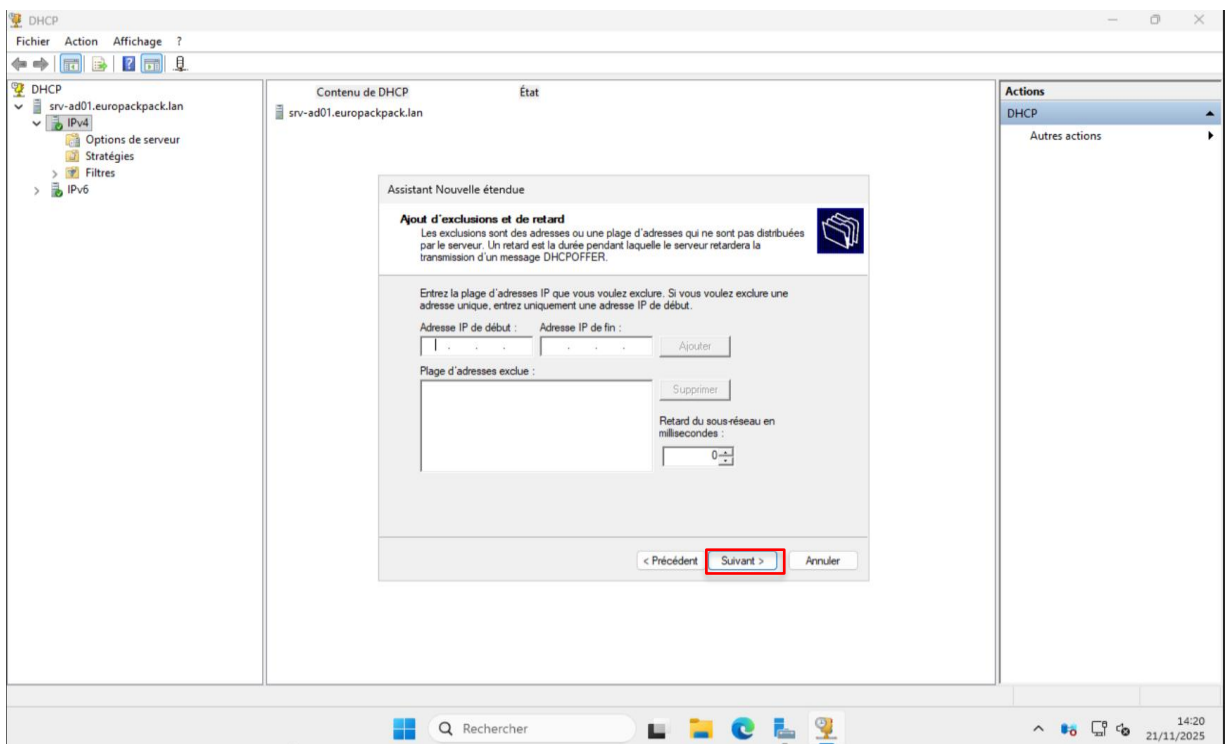 DHCP
Fichier Action Affichage ?
DHCP
srv-ad01.europackpack.lan
IPv4
Options de serveur
Stratégies
Filtres
IPv6
Contenu de DHCP État
srv-ad01.europackpack.lan
Actions
DHCP
Autres actions
Assistant Nouvelle étendue
Ajout d'exclusions et de retard
Les exclusions sont des adresses ou une plage d'adresses qui ne sont pas distribuées
par le serveur. Un retard est la durée pendant laquelle le serveur retardera la
transmission d'un message DHCPOFFER.
Entrez la plage d'adresses IP que vous voulez exclure. Si vous voulez exclure une
adresse unique, entrez uniquement une adresse IP de début.
Adresse IP de début : Adresse IP de fin :
. . . . . . Ajouter
Plage d'adresses exclue :
Supprimer
Retard du sous-réseau en
millisecondes :
0
< Précédent Suivant > Annuler
Rechercher
14:20
21/11/2025